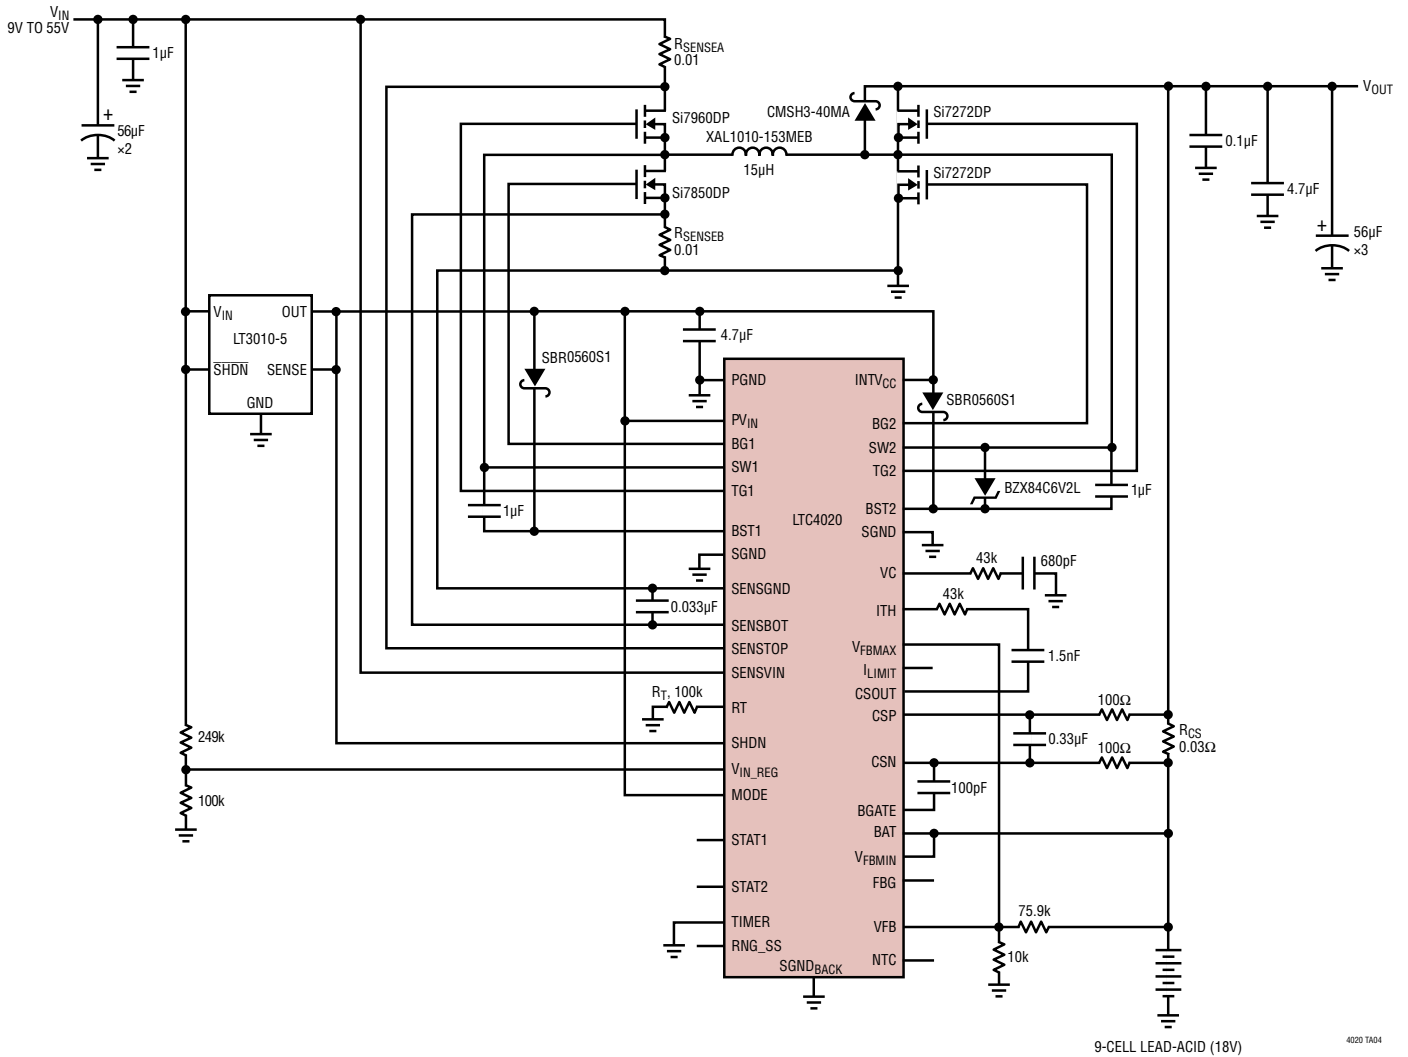 VIN
9V TO 55V
1µF
+
56µF
×2
RSENSEA
0.01
Si7960DP
CMSH3-40MA
Si7272DP
VOUT
XAL1010-153MEB
15µH
0.1µF
Si7850DP
Si7272DP
4.7µF
RSENSEB
0.01
+
56µF
×3
VIN
OUT
LT3010-5
SHDN
SENSE
GND
SBR0560S1
4.7µF
PGND
INTVCC
SBR0560S1
PVIN
BG2
BG1
SW2
SW1
TG2
TG1
BZX84C6V2L
1µF
1µF
BST2
LTC4020
BST1
SGND
SGND
VC
43k
680pF
SENSGND
0.033µF
ITH
43k
SENSBOT
SENSTOP
VFBMAX
1.5nF
SENSVIN
ILIMIT
CSOUT
RT, 100k
RT
CSP
100Ω
249k
SHDN
0.33µF
RCS
0.03Ω
100Ω
VIN_REG
CSN
100k
MODE
100pF
BGATE
STAT1
BAT
VFBMIN
STAT2
FBG
TIMER
VFB
75.9k
RNG_SS
10k
SGNDBACK
NTC
9-CELL LEAD-ACID (18V)
4020 TA04